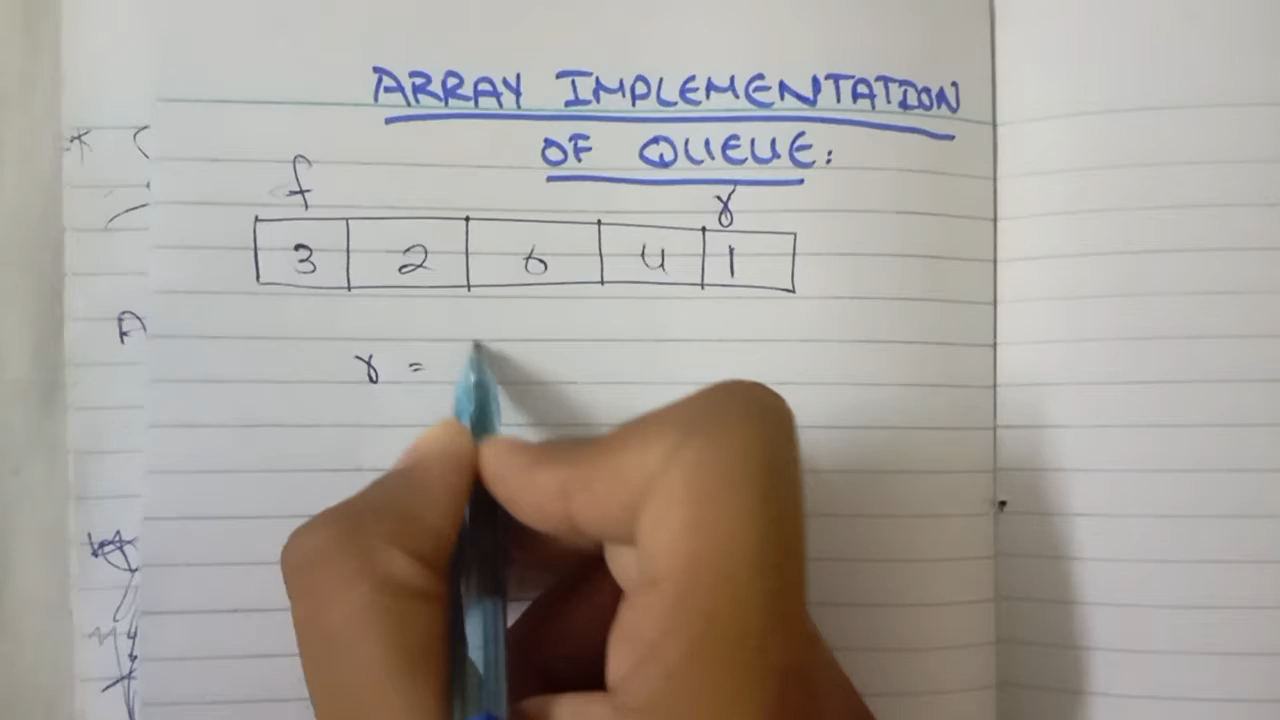 ARRAY IMPLEMENTATION
OF QUEUE:
f r
3 2 6 4 1
r =